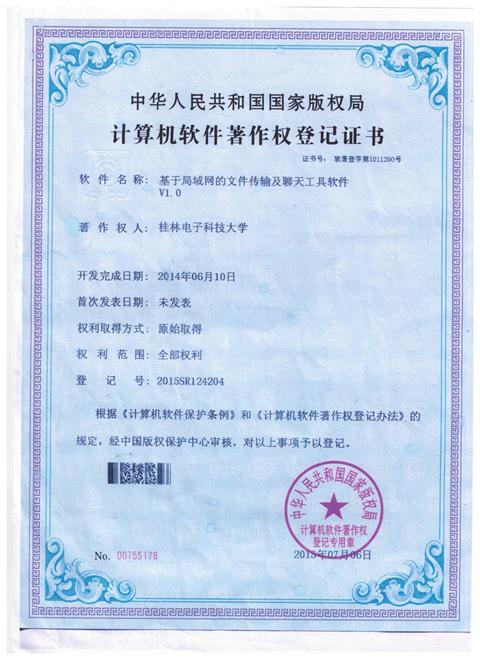 中华人民共和国国家版权局
计算机软件著作权登记证书
证书号： 软著登字第1011290号
软件名称： 基于局域网的文件传输及聊天工具软件
V1.0
著作权人： 桂林电子科技大学
开发完成日期： 2014年06月10日
首次发表日期： 未发表
权利取得方式： 原始取得
权利范围： 全部权利
登记号： 2015SR124204
根据《计算机软件保护条例》和《计算机软件著作权登记办法》的
规定，经中国版权保护中心审核，对以上事项予以登记。
中华人民共和国国家版权局
计算机软件著作权
登记专用章
No. 00755178
2015年07月06日